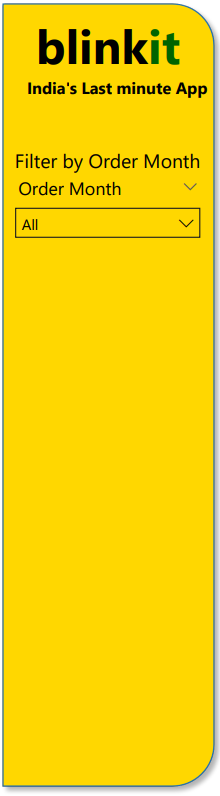 blinkit
India's Last minute App
Filter by Order Month
Order Month
All